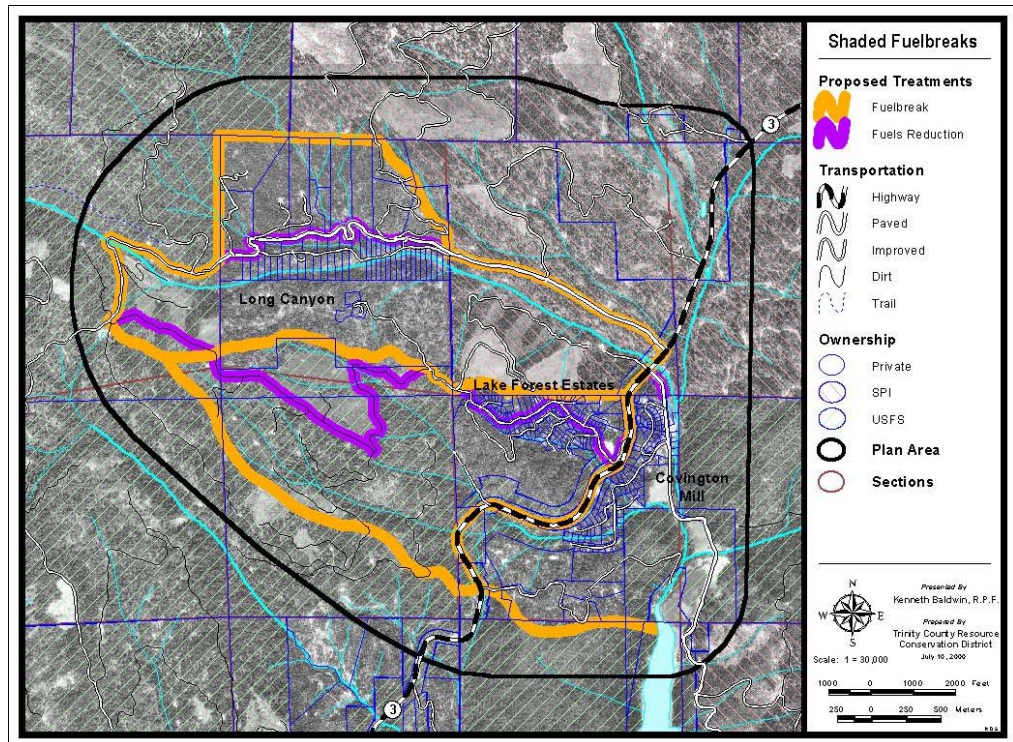 3
Long Canyon
Lake Forest Estates
Covington
Mill
3
Shaded Fuelbreaks
Proposed Treatments
Fuelbreak
Fuels Reduction
Transportation
Highway
Paved
Improved
Dirt
Trail
Ownership
Private
SPI
USFS
Plan Area
Sections
N
W E
S
Presented By
Kenneth Baldwin, R.P.F.
Prepared By
Trinity County Resource
Conservation District
July 10, 2000
Scale: 1 = 30,000
1000 0 1000 2000 Feet
250 0 250 500 Meters